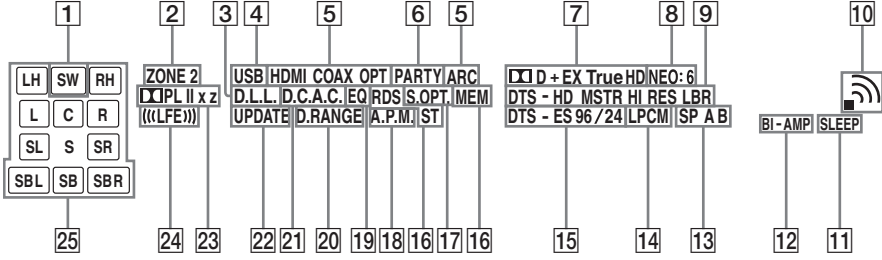 1 2 3 4 5 6 5 7 8 9 10
LH SW RH ZONE 2 USB HDMI COAX OPT PARTY ARC D + EX True HD NEO: 6
L C R PL II x z D.L.L. D.C.A.C. EQ RDS S.OPT. MEM DTS - HD MSTR HI RES LBR
(((LFE))) UPDATE D.RANGE A.P.M. ST DTS - ES 96 / 24 LPCM SP A B BI - AMP SLEEP
SL S SR
SBL SB SBR
25 24 23 22 21 20 19 18 16 17 16 15 14 13 12 11